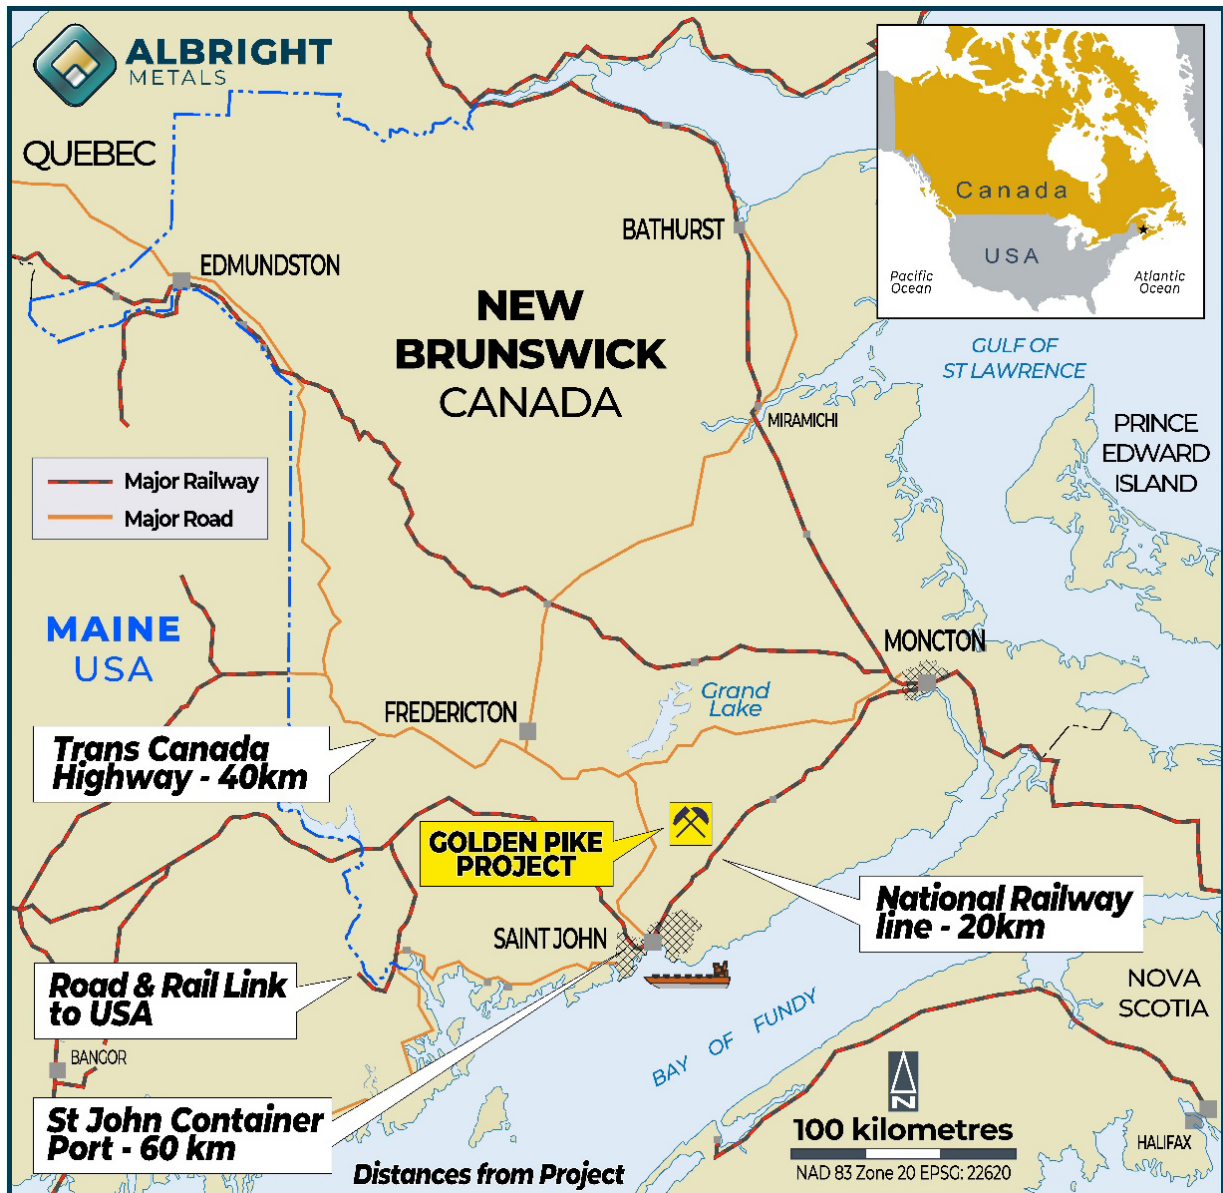 ALBRIGHT
METALS
QUEBEC
EDMUNDSTON
BATHURST
NEW
BRUNSWICK
CANADA
Canada
USA
Pacific
Ocean
Atlantic
Ocean
GULF OF
ST LAWRENCE
MIRAMICHI
PRINCE
EDWARD
ISLAND
Major Railway
Major Road
MAINE
USA
MONCTON
Grand
Lake
FREDERICTON
Trans Canada
Highway - 40km
GOLDEN PIKE
PROJECT
National Railway
line - 20km
SAINT JOHN
Road & Rail Link
to USA
NOVA
SCOTIA
BAY OF FUNDY
BANGOR
St John Container
Port - 60 km
N
100 kilometres
NAD 83 Zone 20 EPSG: 22620
HALIFAX
Distances from Project